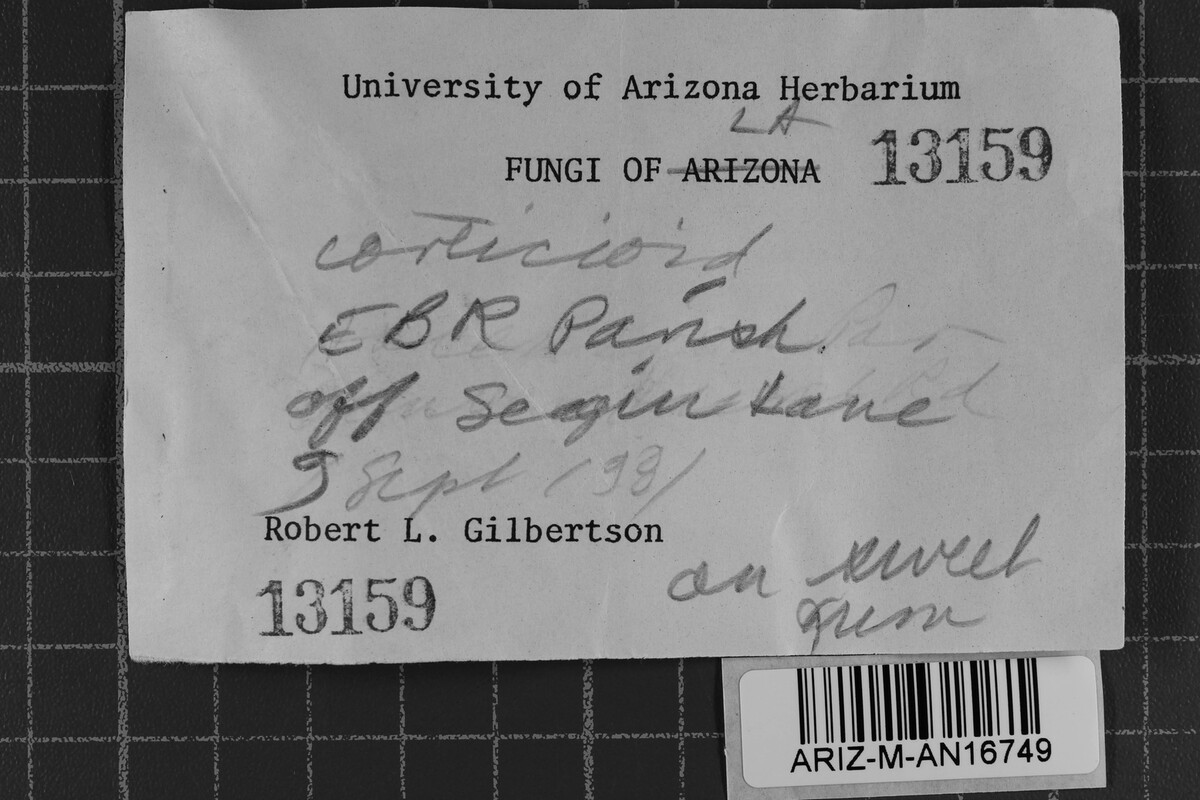 University of Arizona Herbarium
LA
FUNGI OF ARIZONA 13159
corticioid
EBR Parish.
off Segin Lane
9 Sept 1981
Robert L. Gilbertson
13159
on sweet
gum
ARIZ-M-AN16749